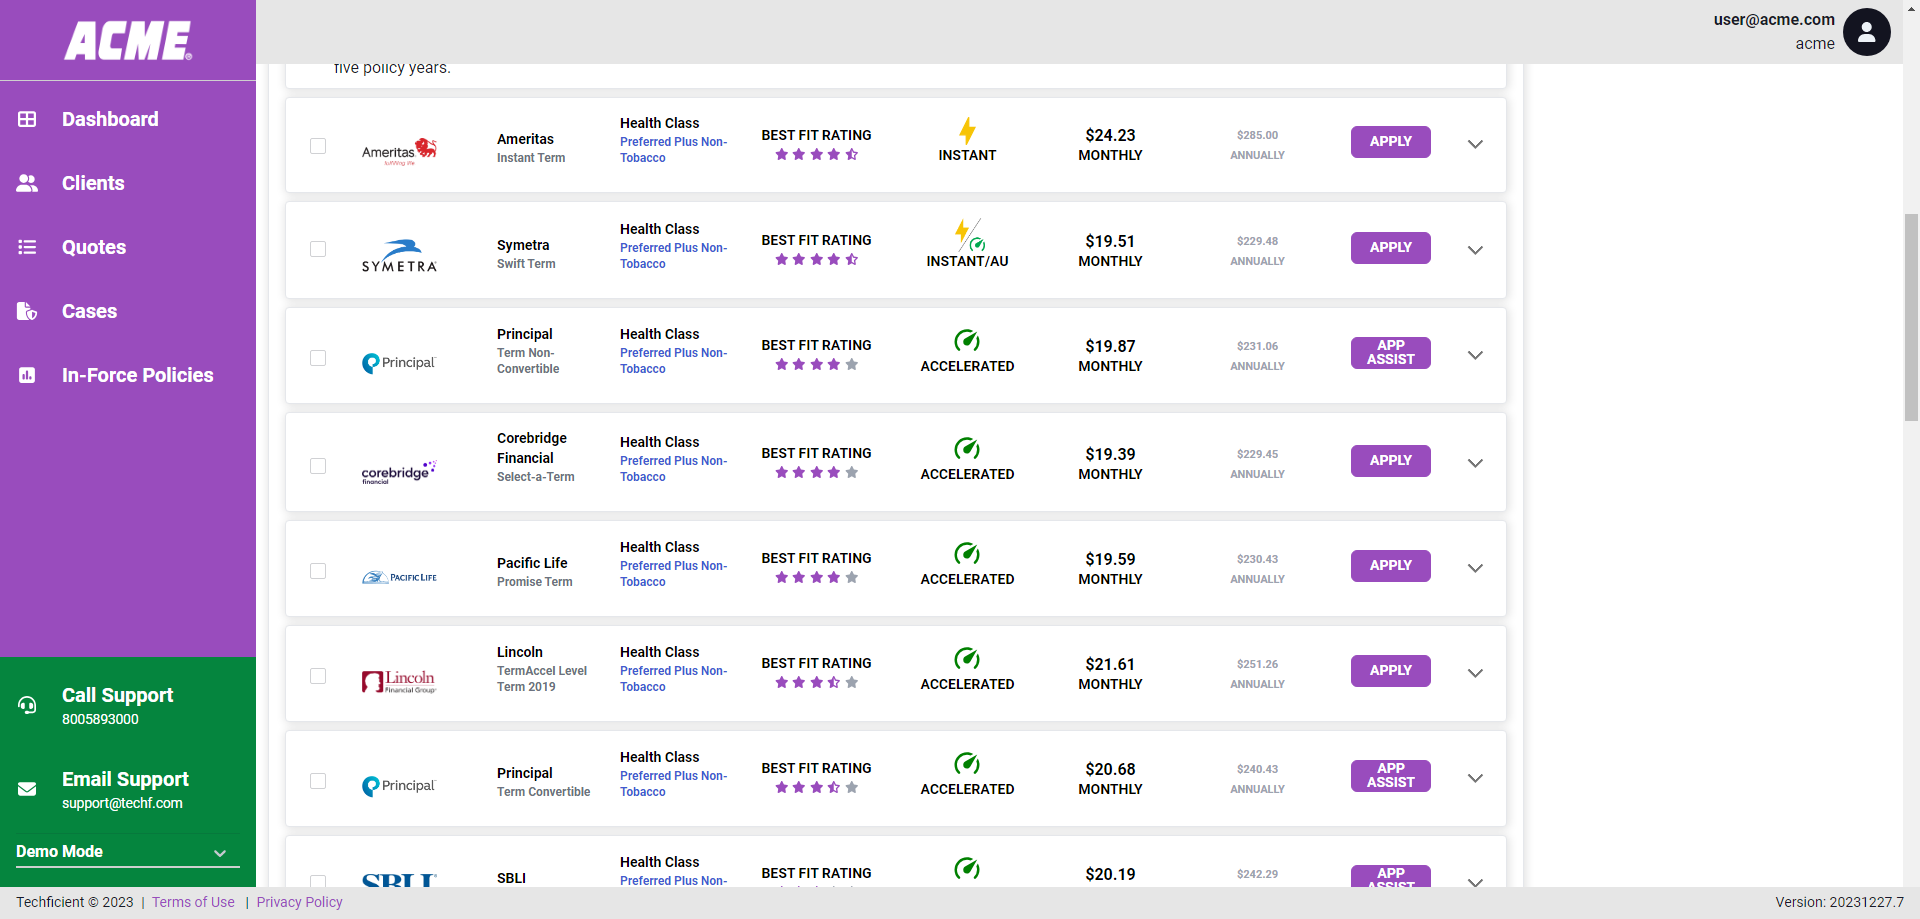 ACME®
user@acme.com
acme
Dashboard
Clients
Quotes
Cases
In-Force Policies
Call Support
8005893000
Email Support
support@techf.com
Demo Mode
five policy years.
Ameritas
fulfilling life
Ameritas
Instant Term
Health Class
Preferred Plus Non-
Tobacco
BEST FIT RATING
INSTANT
$24.23
MONTHLY
$285.00
ANNUALLY
APPLY
SYMETRA
Symetra
Swift Term
Health Class
Preferred Plus Non-
Tobacco
BEST FIT RATING
INSTANT/AU
$19.51
MONTHLY
$229.48
ANNUALLY
APPLY
Principal
Principal
Term Non-
Convertible
Health Class
Preferred Plus Non-
Tobacco
BEST FIT RATING
ACCELERATED
$19.87
MONTHLY
$231.06
ANNUALLY
APP
ASSIST
corebridge
financial
Corebridge
Financial
Select-a-Term
Health Class
Preferred Plus Non-
Tobacco
BEST FIT RATING
ACCELERATED
$19.39
MONTHLY
$229.45
ANNUALLY
APPLY
PACIFIC LIFE
Pacific Life
Promise Term
Health Class
Preferred Plus Non-
Tobacco
BEST FIT RATING
ACCELERATED
$19.59
MONTHLY
$230.43
ANNUALLY
APPLY
Lincoln
Financial Group®
Lincoln
TermAccel Level
Term 2019
Health Class
Preferred Plus Non-
Tobacco
BEST FIT RATING
ACCELERATED
$21.61
MONTHLY
$251.26
ANNUALLY
APPLY
Principal
Principal
Term Convertible
Health Class
Preferred Plus Non-
Tobacco
BEST FIT RATING
ACCELERATED
$20.68
MONTHLY
$240.43
ANNUALLY
APP
ASSIST
SBLI
SBLI
Health Class
Preferred Plus Non-
BEST FIT RATING
$20.19
$242.29
APP
ASSIST
Techficient © 2023 | Terms of Use | Privacy Policy
Version: 20231227.7